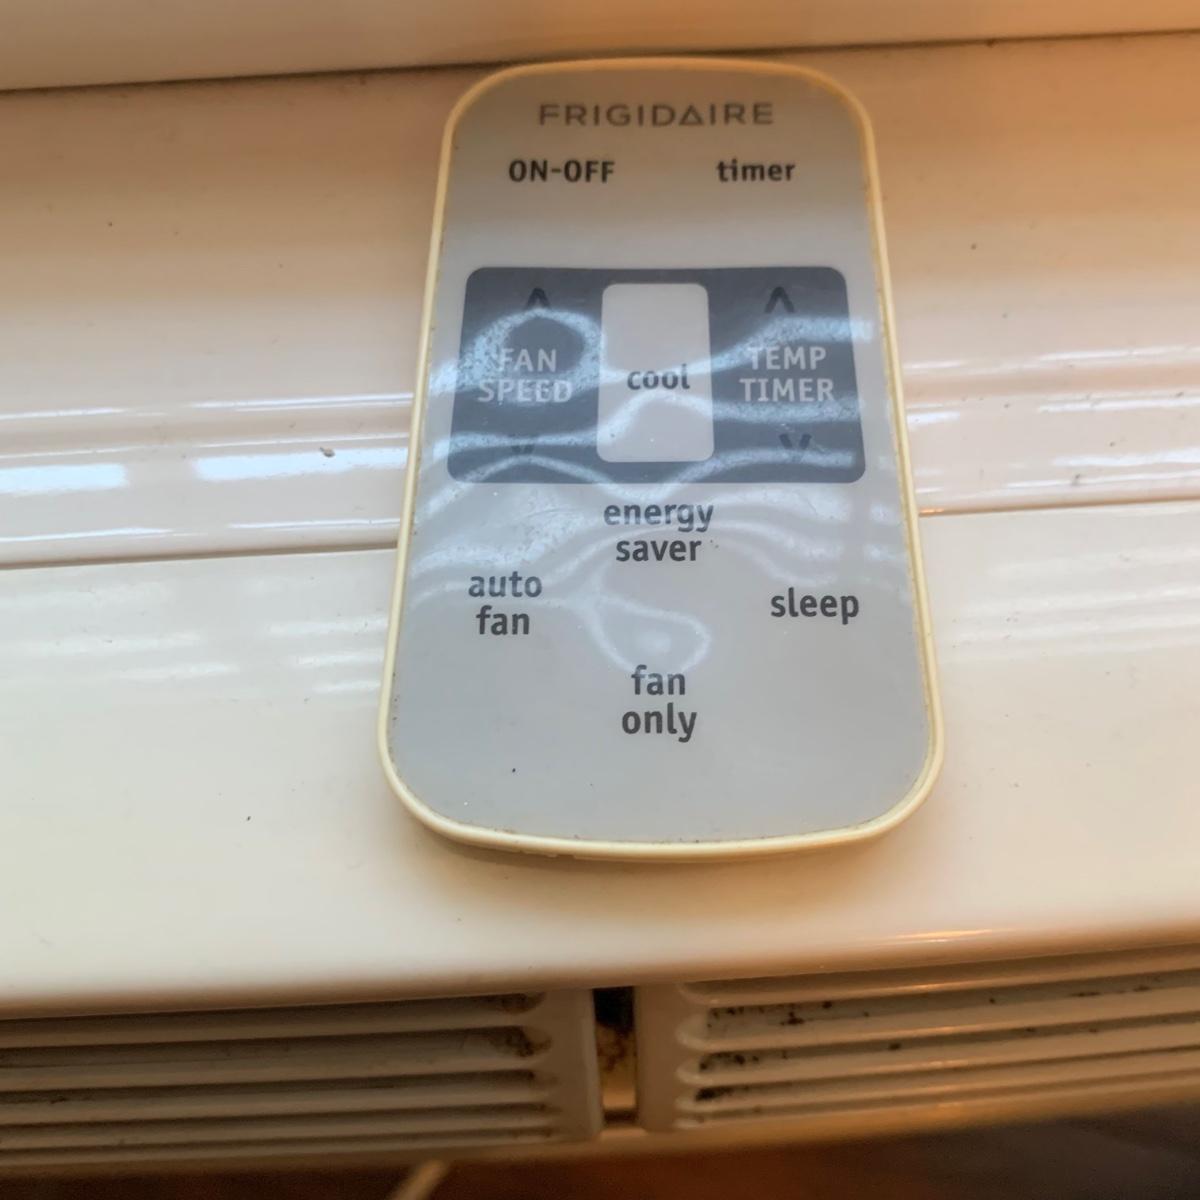 FRIGIDAIRE
ON-OFF timer
FAN
SPEED
cool
TEMP
TIMER
energy
saver
auto
fan
sleep
fan
only